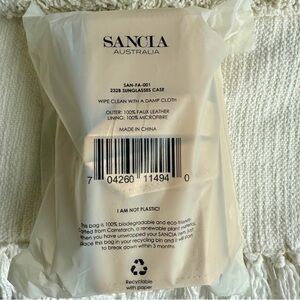 SANCIA
AUSTRALIA
SAN-FA-001
232B SUNGLASSES CASE
WIPE CLEAN WITH A DAMP CLOTH
OUTER: 100% FAUX LEATHER
LINING: 100% MICROFIBRE
MADE IN CHINA
7 04260 11494 0
I AM NOT PLASTIC!
This bag is 100% biodegradable and eco-friendly
Crafted from Cornstarch, a renewable plant material
when you have unwrapped your SANCIA item, just
place this bag in your recycling bin and it will start
to break down within 3 months.
Recyclable
with paper